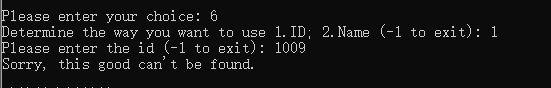 Please enter your choice: 6
Determine the way you want to use 1.ID; 2.Name (-1 to exit): 1
Please enter the id (-1 to exit): 1009
Sorry, this good can't be found.